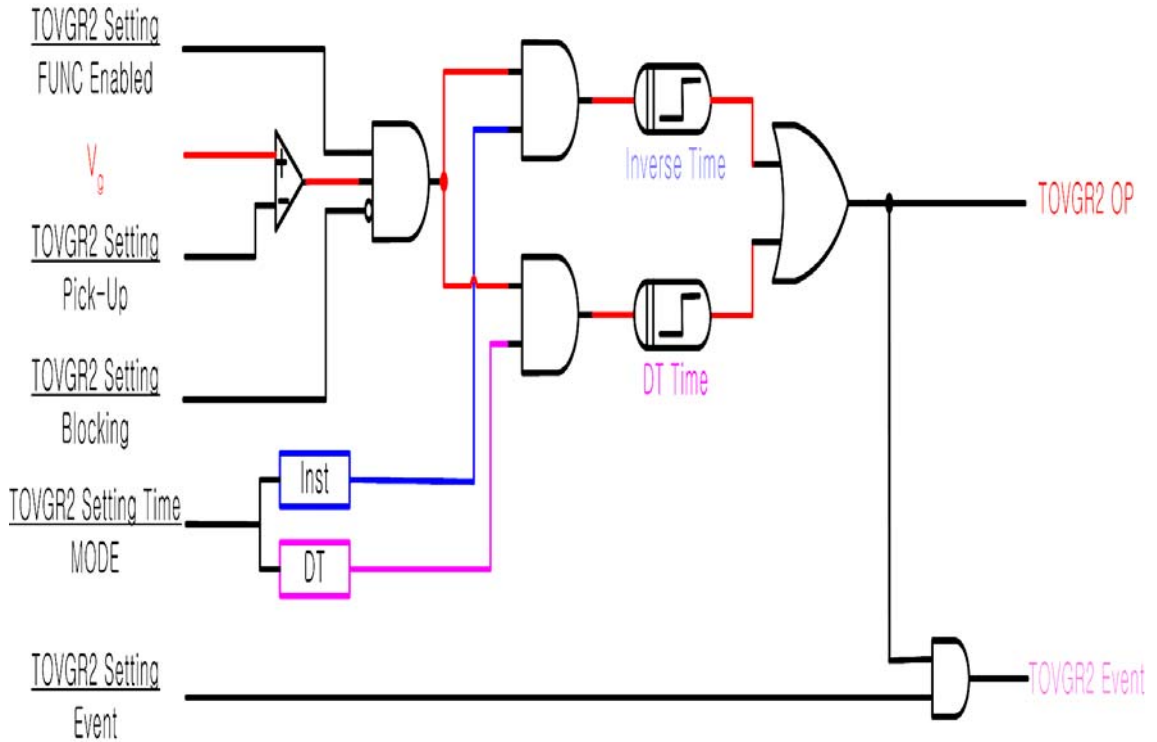 TOVGR2 Setting
FUNC Enabled
Vg
TOVGR2 Setting
Pick-Up
TOVGR2 Setting
Blocking
TOVGR2 Setting Time
MODE
TOVGR2 Setting
Event
+
-
Inst
DT
Inverse Time
DT Time
TOVGR2 OP
TOVGR2 Event